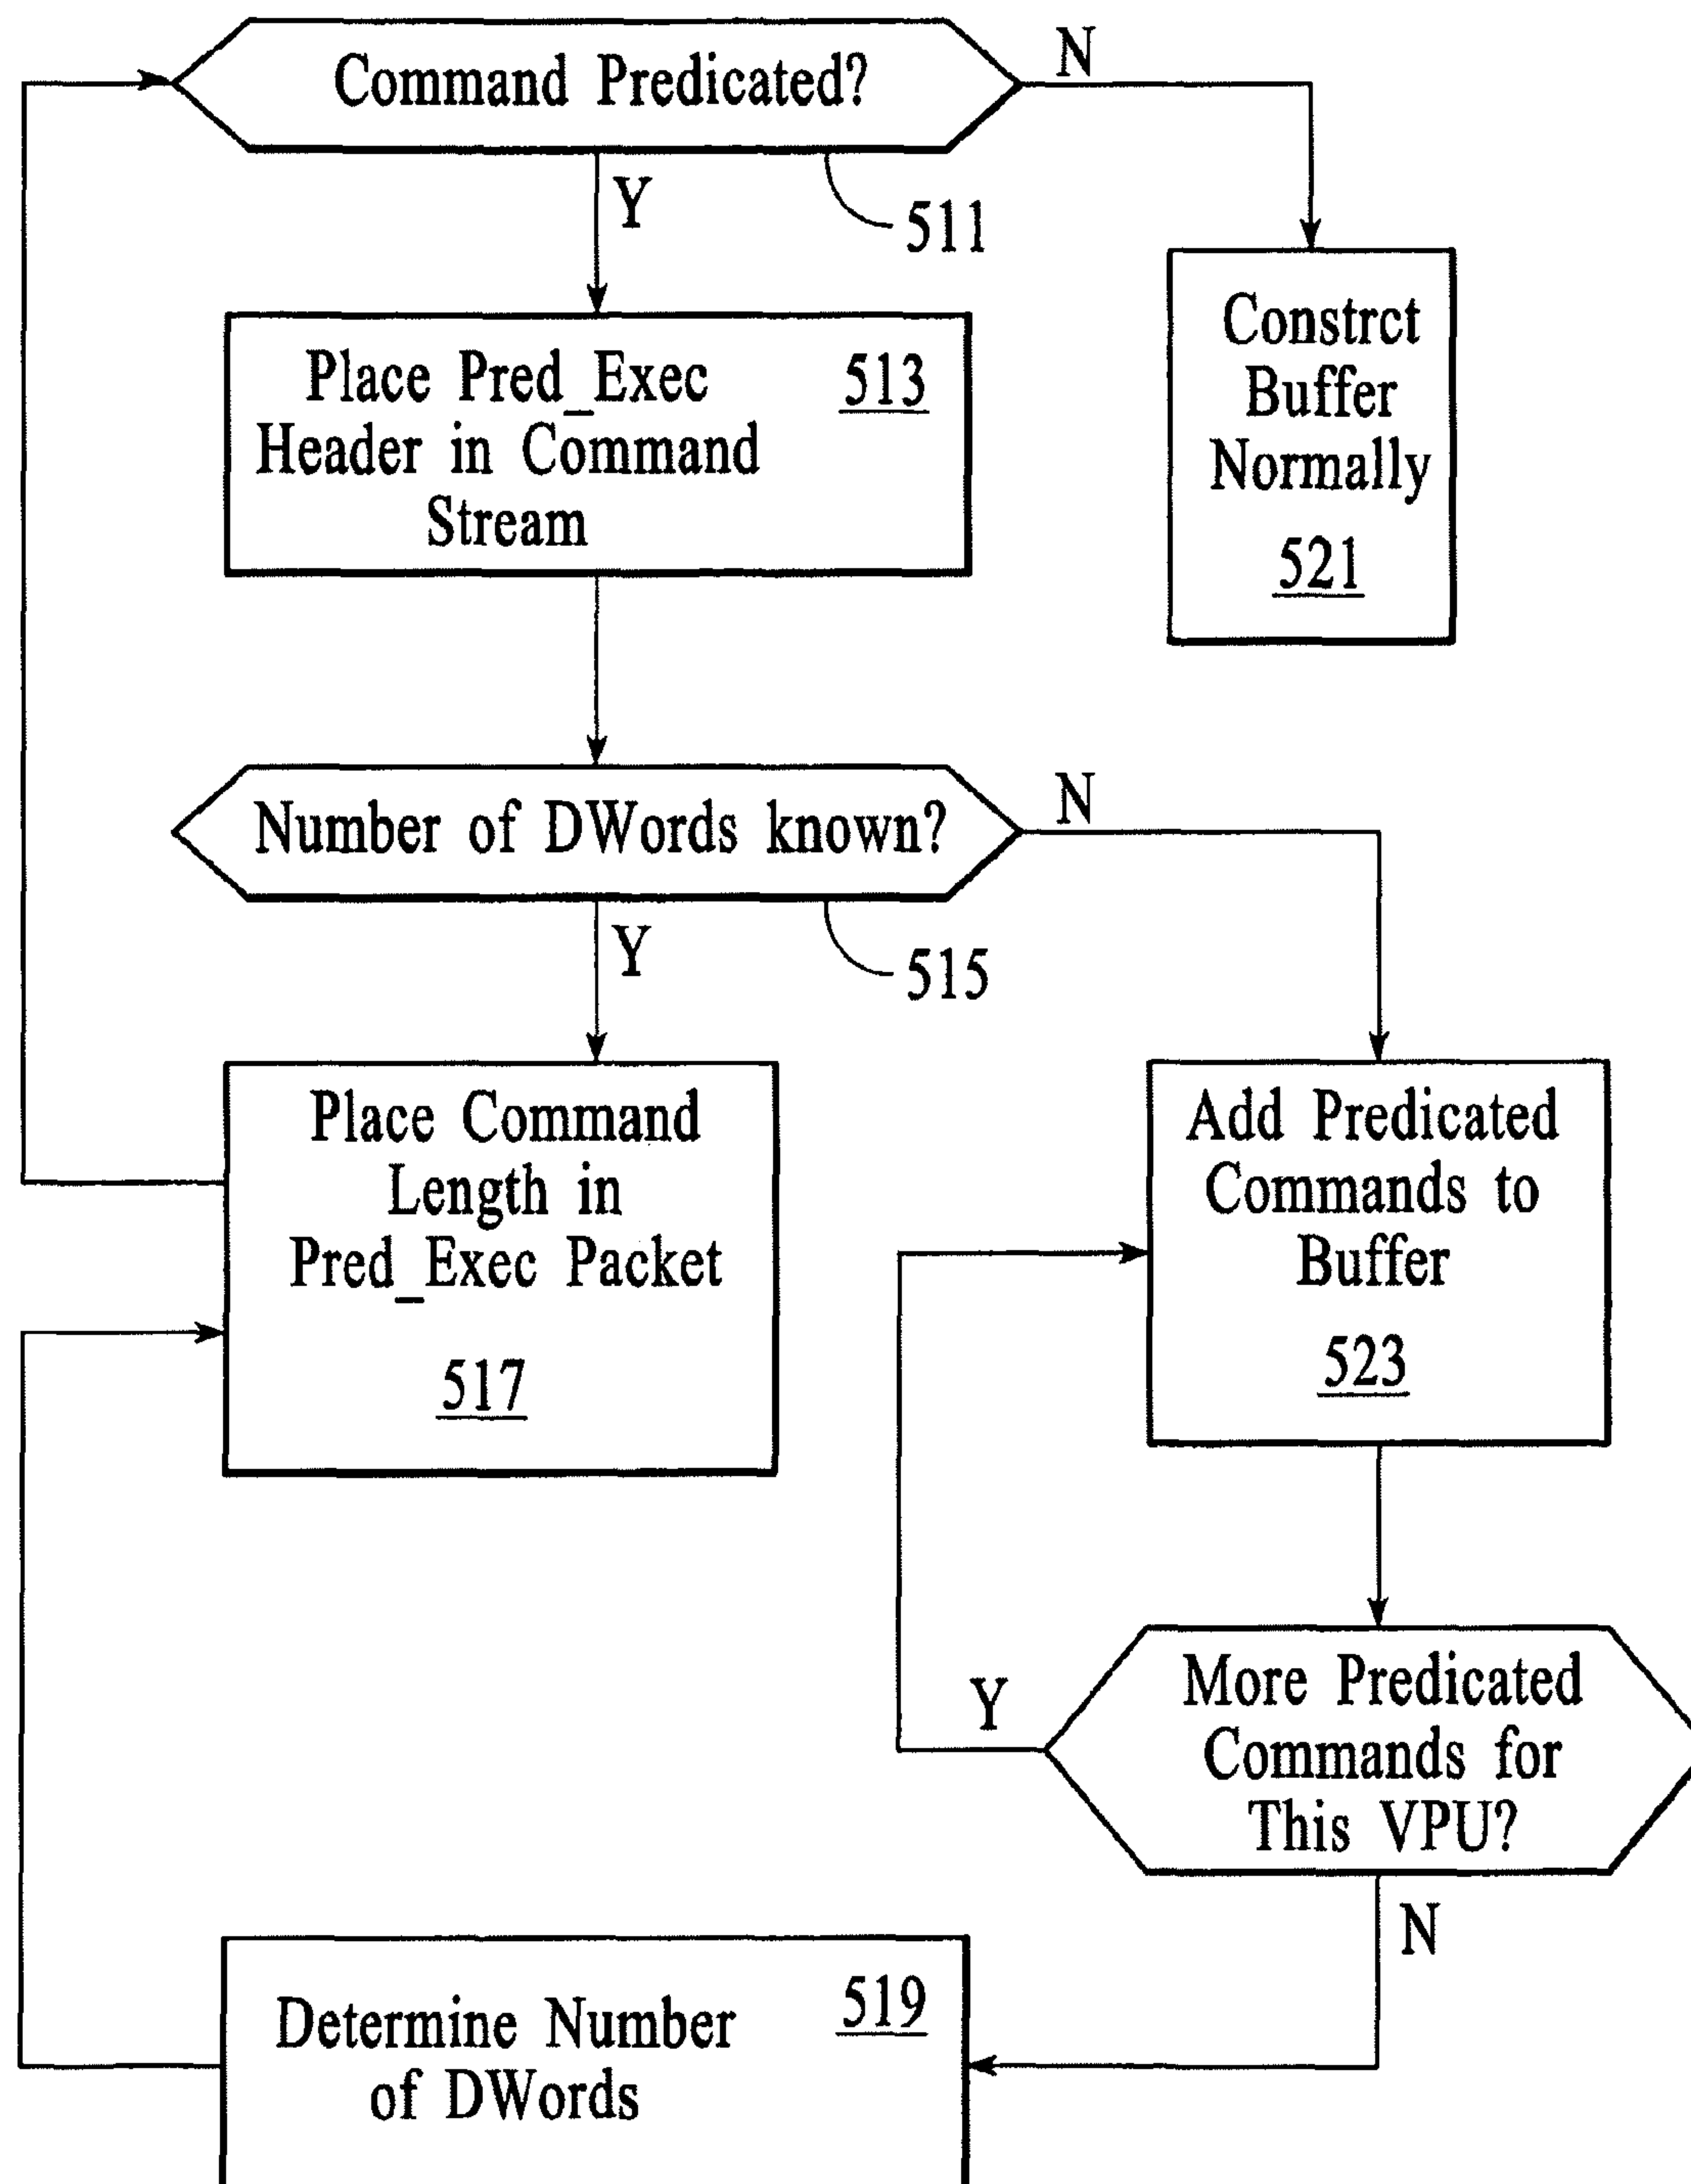 Command Predicated?
N
Y
511
Place Pred_Exec 513
Header in Command
Stream
Constrct
Buffer
Normally
521
Number of DWords known?
N
Y
515
Place Command
Length in
Pred_Exec Packet
517
Add Predicated
Commands to
Buffer
523
More Predicated
Commands for
This VPU?
Y
N
Determine Number 519
of DWords